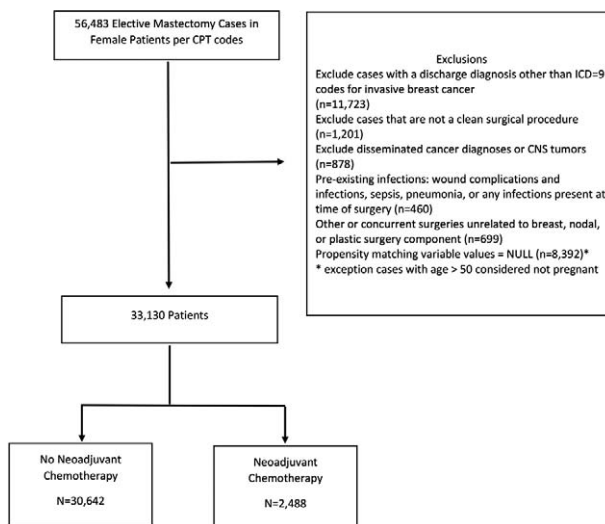 56,483 Elective Mastectomy Cases in
Female Patients per CPT codes
Exclusions
Exclude cases with a discharge diagnosis other than ICD=9
codes for invasive breast cancer
(n=11,723)
Exclude cases that are not a clean surgical procedure
(n=1,201)
Exclude disseminated cancer diagnoses or CNS tumors
(n=878)
Pre-existing infections: wound complications and
infections, sepsis, pneumonia, or any infections present at
time of surgery (n=460)
Other or concurrent surgeries unrelated to breast, nodal,
or plastic surgery component (n=699)
Propensity matching variable values = NULL (n=8,392)*
* exception cases with age > 50 considered not pregnant
33,130 Patients
No Neoadjuvant
Chemotherapy
N=30,642
Neoadjuvant
Chemotherapy
N=2,488